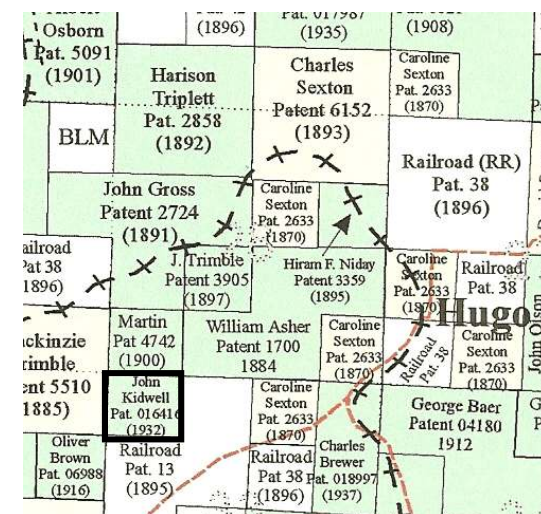 Osborn
Pat. 5091
(1901)
(1896)
Pat. 017987
(1935)
(1908)
Harison
Triplett
Pat. 2858
(1892)
Charles
Sexton
Patent 6152
(1893)
Caroline
Sexton
Pat. 2633
(1870)
BLM
Railroad (RR)
Pat. 38
(1896)
John Gross
Patent 2724
(1891)
Caroline
Sexton
Pat. 2633
(1870)
ailroad
Pat 38
1896)
J. Trimble
Patent 3905
(1897)
Hiram F. Niday
Patent 3359
(1895)
Caroline
Sexton
Pat. 2633
(1870)
Railroad
Pat. 38
Hugo
John Olson
ackinzie
rimble
ent 5510
1885)
Martin
Pat 4742
(1900)
William Asher
Patent 1700
1884
Caroline
Sexton
Pat. 2633
(1870)
Railroad
Pat. 38
Caroline
Sexton
Pat. 2633
(1870)
John
Kidwell
Pat. 016416
(1932)
Caroline
Sexton
Pat. 2633
(1870)
George Baer
Patent 04180
1912
Oliver
Brown
Pat. 06988
(1916)
Railroad
Pat. 13
(1895)
Railroad
Pat 38
(1896)
Charles
Brewer
Pat. 018997
(1937)